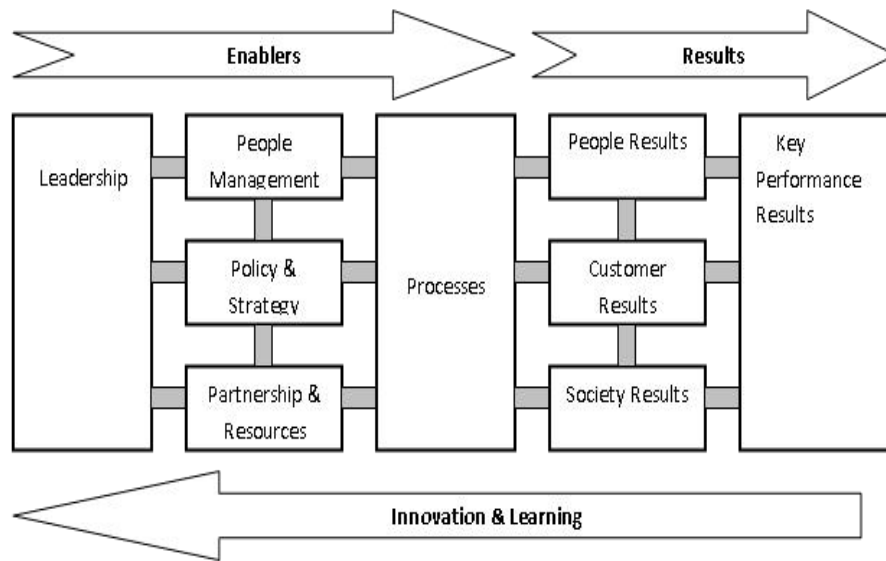 Enablers
Results
Leadership
People
Management
Policy &
Strategy
Partnership &
Resources
Processes
People Results
Customer
Results
Society Results
Key
Performance
Results
Innovation & Learning